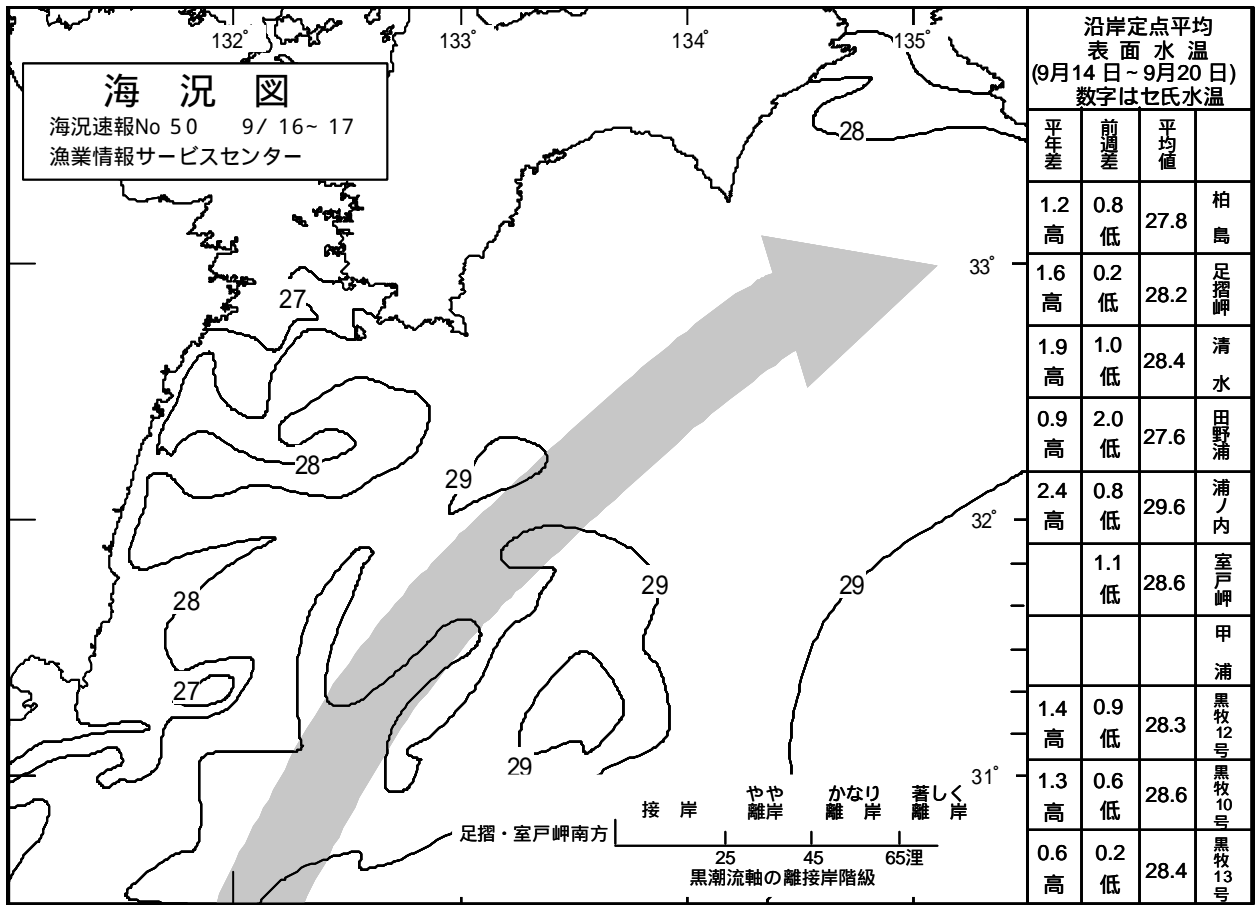 132°
133°
134°
135°
海 況 図
海況速報No 50 9/ 16~ 17
漁業情報サービスセンター
28
33°
27
28
29
32°
28
29
29
27
29
31°
接 岸
やや
離岸
かなり
離 岸
著しく
離 岸
足摺・室戸岬南方
25 45 65浬
黒潮流軸の離接岸階級
沿岸定点平均
表 面 水 温
(9月14 日~9月20 日)
数字はセ氏水温
平年差 前週差 平均値
1.2高 0.8低 27.8 柏島
1.6高 0.2低 28.2 足摺岬
1.9高 1.0低 28.4 清水
0.9高 2.0低 27.6 田野浦
2.4高 0.8低 29.6 浦ノ内
1.1低 28.6 室戸岬
甲浦
1.4高 0.9低 28.3 黒牧12号
1.3高 0.6低 28.6 黒牧10号
0.6高 0.2低 28.4 黒牧13号